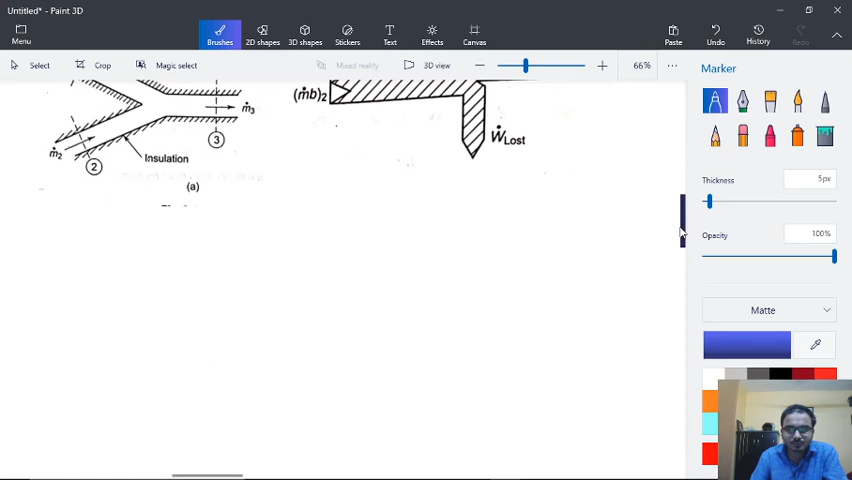 Untitled* - Paint 3D
Menu
Brushes
2D shapes
3D shapes
Stickers
Text
Effects
Canvas
Paste
Undo
History
Redo
Select
Crop
Magic select
Mixed reality
3D view
66%
Marker
Thickness
5px
Opacity
100%
Matte
ṁ₃
3
ṁ₂
2
Insulation
(a)
(ṁb)₂
Ẇ Lost